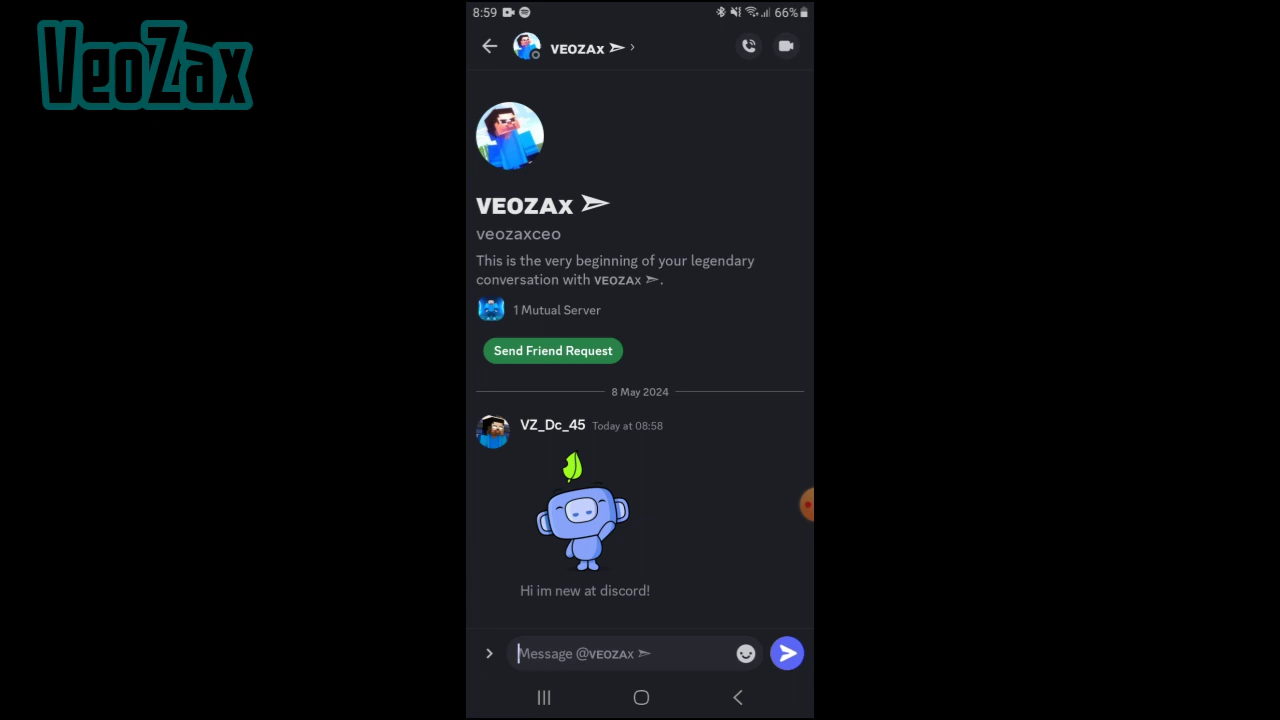 VeoZax
8:59
66%
VEOZAx ➢ ›
VEOZAx ➢
veozaxceo
This is the very beginning of your legendary
conversation with VEOZAx ➢.
1 Mutual Server
Send Friend Request
8 May 2024
VZ_Dc_45 Today at 08:58
Hi im new at discord!
Message @VEOZAx ➢